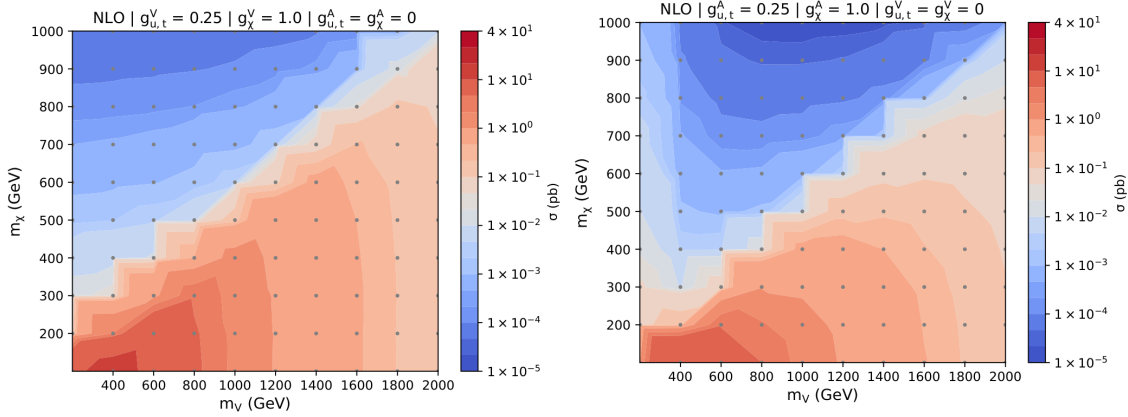 NLO | g^V_{u,t} = 0.25 | g^V_χ = 1.0 | g^A_{u,t} = g^A_χ = 0
1000
900
800
700
600
500
400
300
200
m_χ (GeV)
400 600 800 1000 1200 1400 1600 1800 2000
m_V (GeV)
4 × 10^1
1 × 10^1
1 × 10^0
1 × 10^{-1}
1 × 10^{-2}
1 × 10^{-3}
1 × 10^{-4}
1 × 10^{-5}
σ (pb)
NLO | g^A_{u,t} = 0.25 | g^A_χ = 1.0 | g^V_{u,t} = g^V_χ = 0
1000
900
800
700
600
500
400
300
200
m_χ (GeV)
400 600 800 1000 1200 1400 1600 1800 2000
m_V (GeV)
4 × 10^1
1 × 10^1
1 × 10^0
1 × 10^{-1}
1 × 10^{-2}
1 × 10^{-3}
1 × 10^{-4}
1 × 10^{-5}
σ (pb)